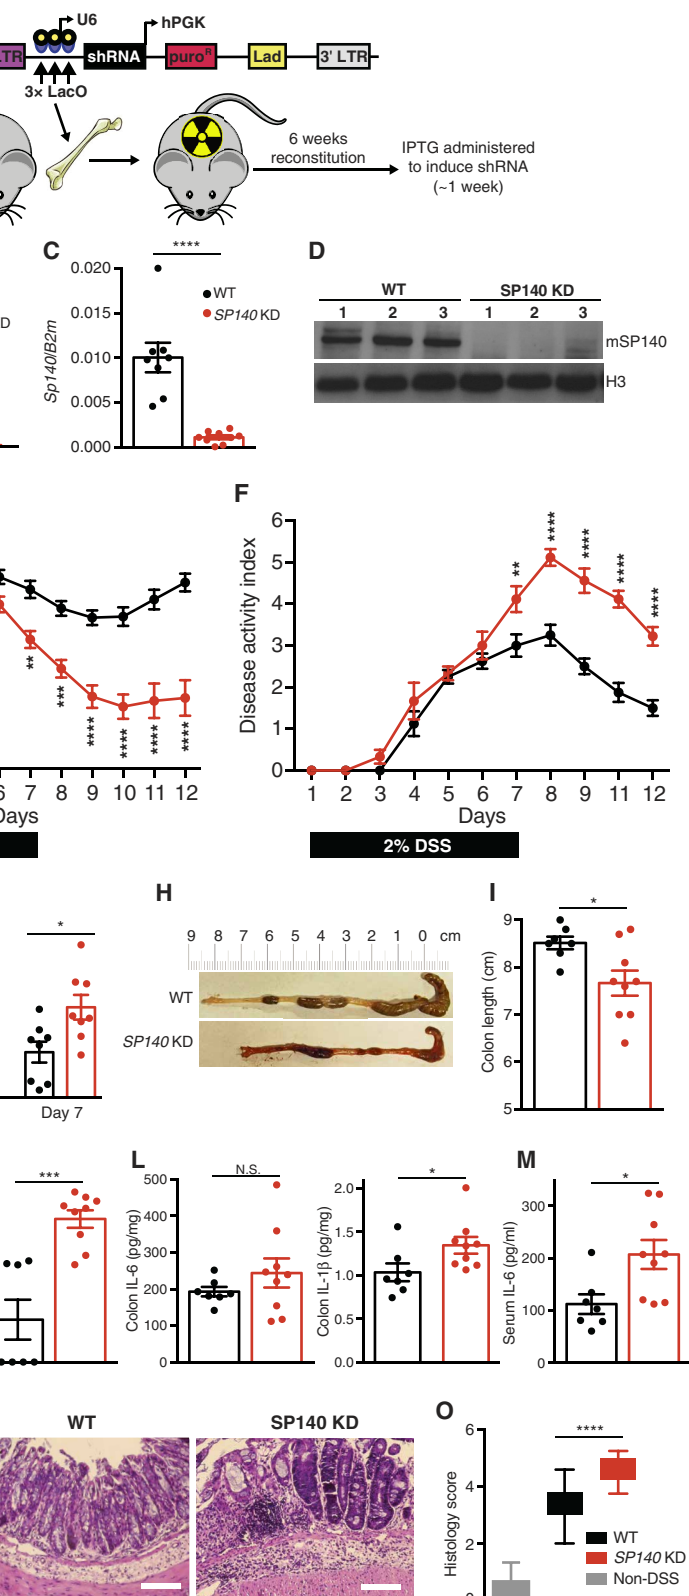 U6
hPGK
LTR
shRNA
puroR
Lad
3' LTR
3× LacO
6 weeks
reconstitution
IPTG administered
to induce shRNA
(~1 week)
C
****
0.020
0.015
0.010
0.005
0.000
Sp140/B2m
WT
SP140 KD
D
D
WT
SP140 KD
1 2 3 1 2 3
mSP140
H3
** *** **** **** **** ****
6 7 8 9 10 11 12
Days
F
6
5
4
3
2
1
0
Disease activity index
** **** **** **** ****
1 2 3 4 5 6 7 8 9 11 12
Days
2% DSS
*
Day 7
H
9 8 7 6 5 4 3 2 1 0 cm
WT
SP140 KD
I
*
9
8
7
6
5
Colon length (cm)
***
L
N.S.
500
400
300
200
100
0
Colon IL-6 (pg/mg)
*
2.0
1.5
1.0
0.5
0.0
Colon IL-1β (pg/mg)
M
*
300
200
100
0
Serum IL-6 (pg/ml)
WT
SP140 KD
O
****
6
4
2
0
Histology score
WT
SP140 KD
Non-DSS